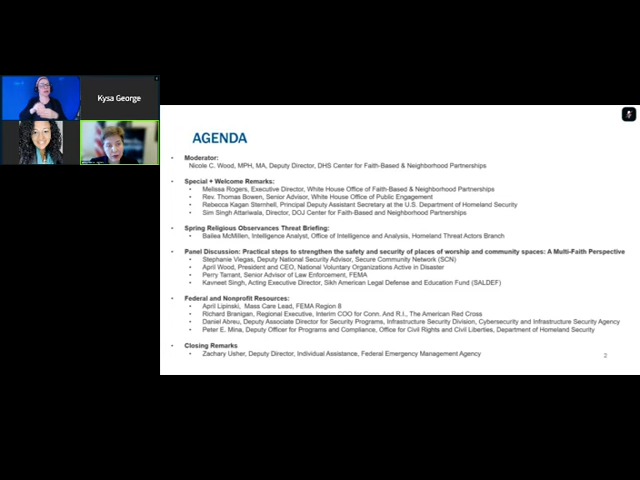 Kysa George
AGENDA
Moderator:
Nicole C. Wood, MPH, MA, Deputy Director, DHS Center for Faith-Based & Neighborhood Partnerships
Special + Welcome Remarks:
Melissa Rogers, Executive Director, White House Office of Faith-Based & Neighborhood Partnerships
Rev. Thomas Bowen, Senior Advisor, White House Office of Public Engagement
Rebecca Kagan Sternhell, Principal Deputy Assistant Secretary at the U.S. Department of Homeland Security
Sim Singh Attariwala, Director, DOJ Center for Faith-Based and Neighborhood Partnerships
Spring Religious Observances Threat Briefing:
Bailea McMillen, Intelligence Analyst, Office of Intelligence and Analysis, Homeland Threat Actors Branch
Panel Discussion: Practical steps to strengthen the safety and security of places of worship and community spaces: A Multi-Faith Perspective
Stephanie Viegas, Deputy National Security Advisor, Secure Community Network (SCN)
April Wood, President and CEO, National Voluntary Organizations Active in Disaster
Perry Tarrant, Senior Advisor of Law Enforcement, FEMA
Kavneet Singh, Acting Executive Director, Sikh American Legal Defense and Education Fund (SALDEF)
Federal and Nonprofit Resources:
April Lipinski, Mass Care Lead, FEMA Region 8
Richard Branigan, Regional Executive, Interim COO for Conn. And R.I., The American Red Cross
Daniel Abreu, Deputy Associate Director for Security Programs, Infrastructure Security Division, Cybersecurity and Infrastructure Security Agency
Peter E. Mina, Deputy Officer for Programs and Compliance, Office for Civil Rights and Civil Liberties, Department of Homeland Security
Closing Remarks
Zachary Usher, Deputy Director, Individual Assistance, Federal Emergency Management Agency
2